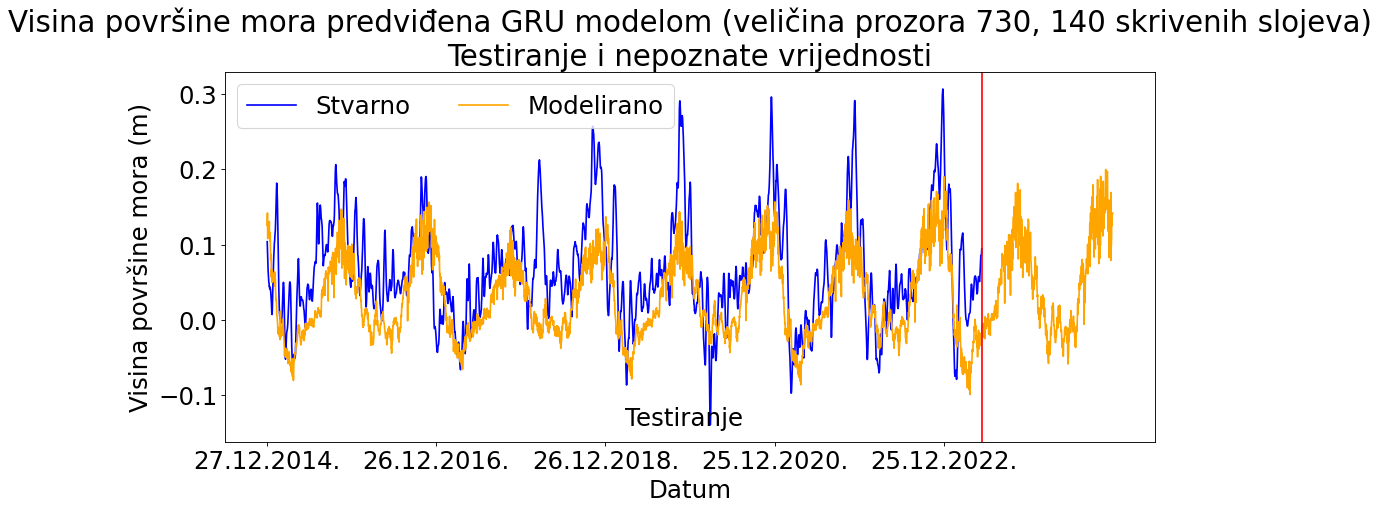 Visina površine mora predviđena GRU modelom (veličina prozora 730, 140 skrivenih slojeva)
Testiranje i nepoznate vrijednosti
Stvarno Modelirano
Visina površine mora (m)
0.3
0.2
0.1
0.0
−0.1
Testiranje
27.12.2014. 26.12.2016. 26.12.2018. 25.12.2020. 25.12.2022.
Datum